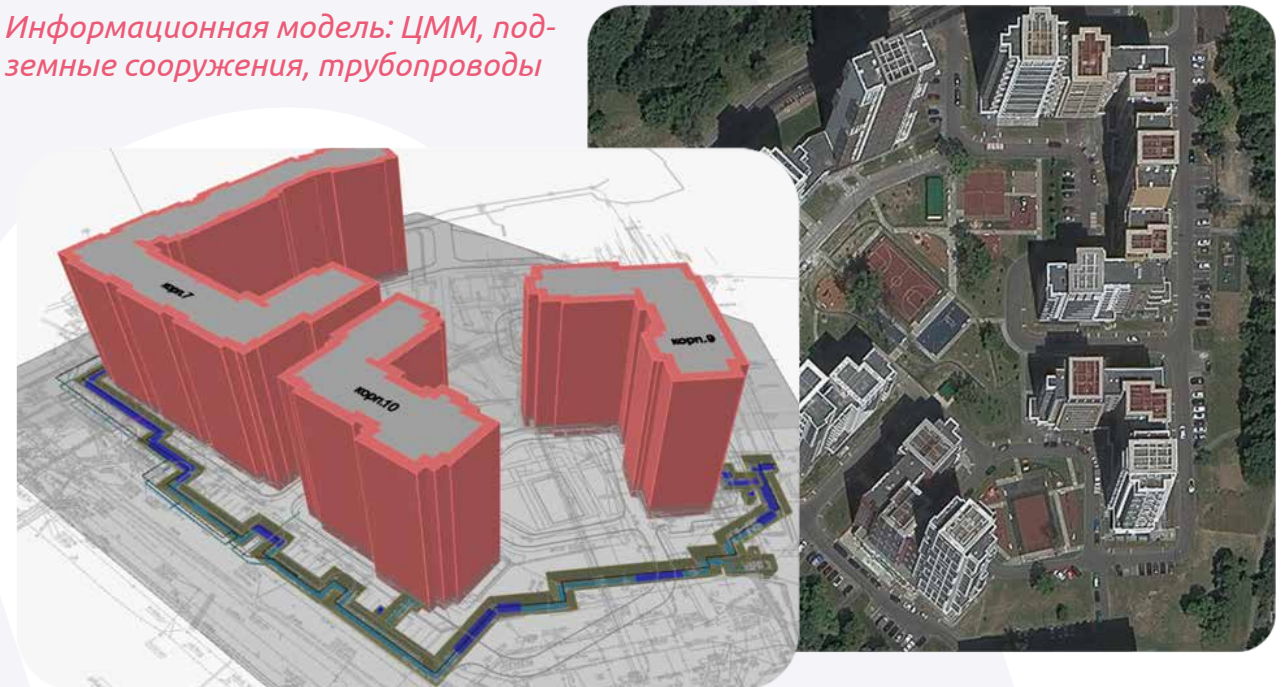 Информационная модель: ЦММ, под-
земные сооружения, трубопроводы
корп.7
корп.9
корп.10